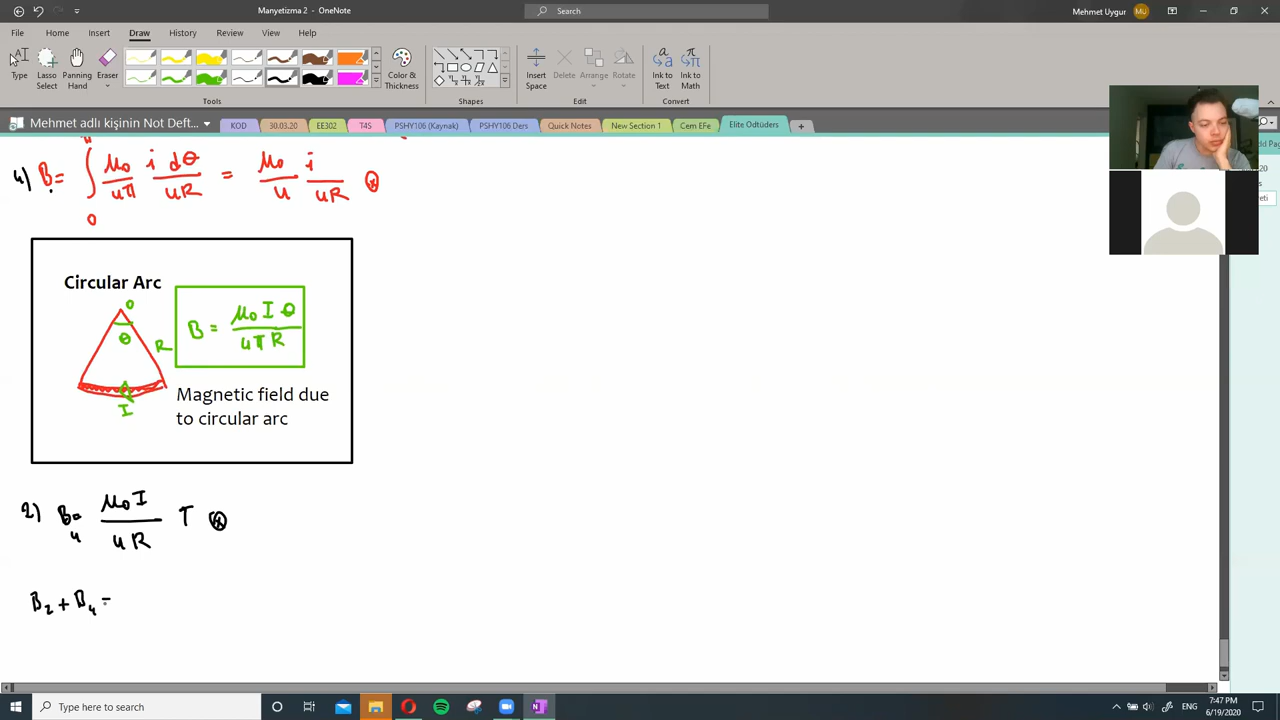 Manyetizma 2 - OneNote
Search
Mehmet Uygur
MU
File Home Insert Draw History Review View Help
Type
Lasso Select
Panning Hand
Eraser
Color & Thickness
Insert Space
Delete
Arrange
Rotate
Ink to Text
Ink to Math
Tools
Shapes
Edit
Convert
Mehmet adlı kişinin Not Deft...
KOD
30.03.20
EE302
T4S
PSHY106 (Kaynak)
PSHY106 Ders
Quick Notes
New Section 1
Cem EFe
Elite Odtüders
dd Page
eti
4) B = ∫₀^π μ₀/4π i dθ/4R = μ₀/4 i/4R ⊗
Circular Arc
O
θ
R
I
B = μ₀ I θ / 4πR
Magnetic field due
to circular arc
2) B₄ = μ₀ I / 4R T ⊗
B₂ + B₄ =
Type here to search
ENG
7:47 PM
6/19/2020